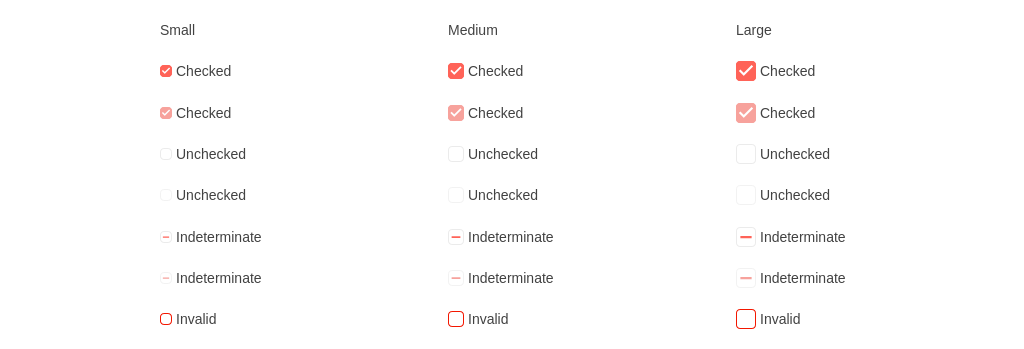 Small Medium Large
Checked Checked Checked
Checked Checked Checked
Unchecked Unchecked Unchecked
Unchecked Unchecked Unchecked
Indeterminate Indeterminate Indeterminate
Indeterminate Indeterminate Indeterminate
Invalid Invalid Invalid